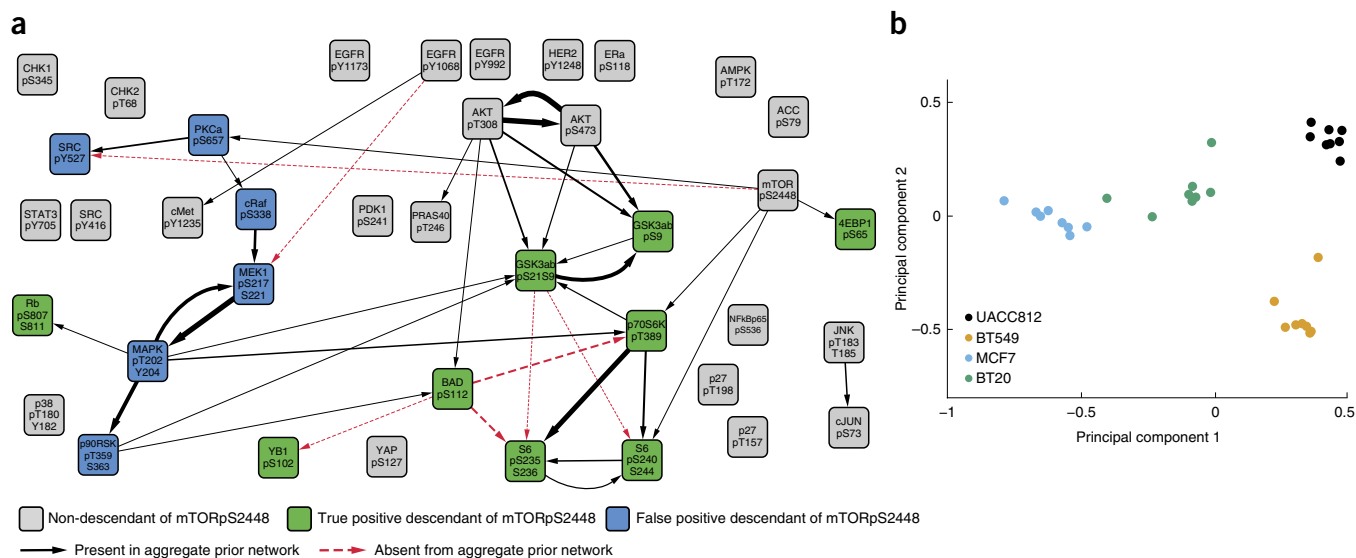 a
CHK1
pS345
CHK2
pT68
EGFR
pY1173
EGFR
pY1068
EGFR
pY992
HER2
pY1248
ERa
pS118
AMPK
pT172
ACC
pS79
AKT
pT308
AKT
pS473
PKCa
pS657
SRC
pY527
mTOR
pS2448
cRaf
pS338
STAT3
pY705
SRC
pY416
cMet
pY1235
PDK1
pS241
PRAS40
pT246
GSK3ab
pS9
4EBP1
pS65
GSK3ab
pS21S9
MEK1
pS217
S221
Rb
pS807
S811
p70S6K
pT389
NFkBp65
pS536
JNK
pT183
T185
MAPK
pT202
Y204
BAD
pS112
p27
pT198
p38
pT180
Y182
p27
pT157
cJUN
pS73
p90RSK
pT359
S363
YB1
pS102
YAP
pS127
S6
pS235
S236
S6
pS240
S244
Non-descendant of mTORpS2448
True positive descendant of mTORpS2448
False positive descendant of mTORpS2448
Present in aggregate prior network
Absent from aggregate prior network
b
Principal component 2
0.5
0
−0.5
UACC812
BT549
MCF7
BT20
−1
−0.5
0
0.5
Principal component 1